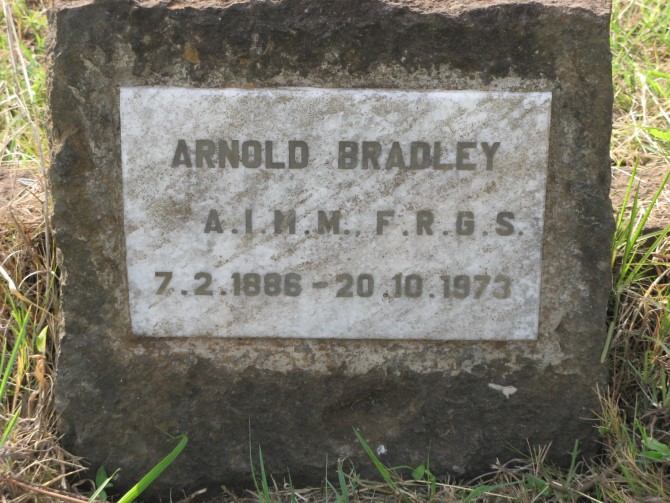 ARNOLD BRADLEY
A.I.M.M., F.R.G.S.
7.2.1886 - 20.10.1973